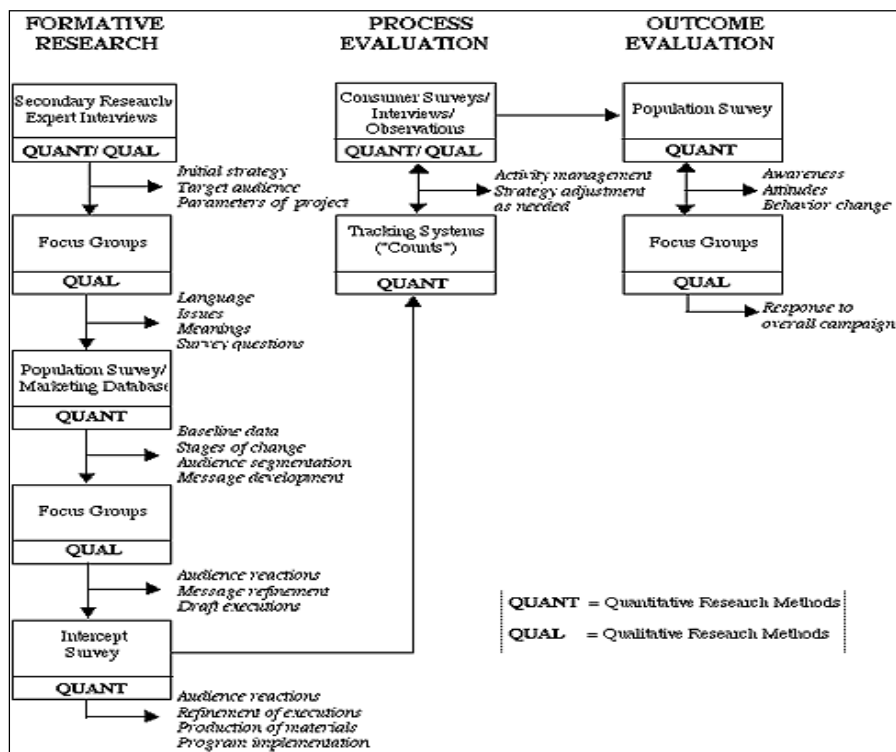 FORMATIVE
RESEARCH
Secondary Research/
Expert Interviews
QUANT/ QUAL
Initial strategy
Target audience
Parameters of project
Focus Groups
QUAL
Language
Issues
Meanings
Survey questions
Population Survey/
Marketing Database
QUANT
Baseline data
Stages of change
Audience segmentation
Message development
Focus Groups
QUAL
Audience reactions
Message refinement
Draft executions
Intercept
Survey
QUANT
Audience reactions
Refinement of executions
Production of materials
Program implementation
PROCESS
EVALUATION
Consumer Surveys/
Interviews/
Observations
QUANT/ QUAL
Activity management
Strategy adjustment
as needed
Tracking Systems
("Counts")
QUANT
OUTCOME
EVALUATION
Population Survey
QUANT
Awareness
Attitudes
Behavior change
Focus Groups
QUAL
Response to
overall campaign
QUANT = Quantitative Research Methods
QUAL = Qualitative Research Methods